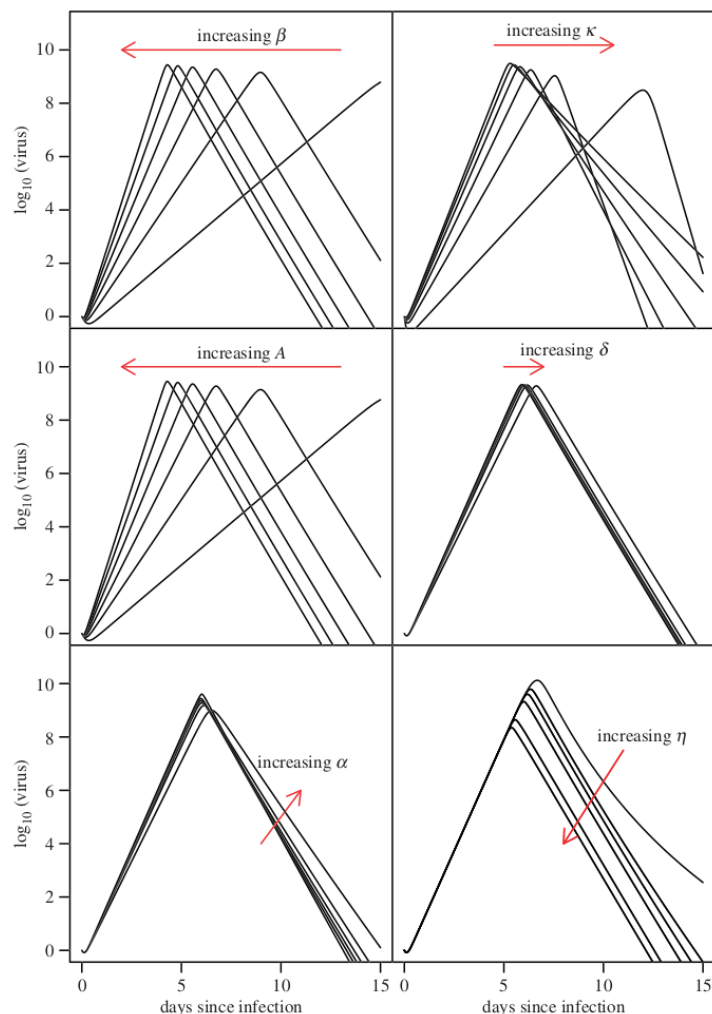 increasing β
increasing κ
10
8
6
4
2
0
log10 (virus)
increasing A
increasing δ
10
8
6
4
2
0
log10 (virus)
increasing α
increasing η
10
8
6
4
2
0
log10 (virus)
0 5 10 15
0 5 10 15
days since infection
days since infection